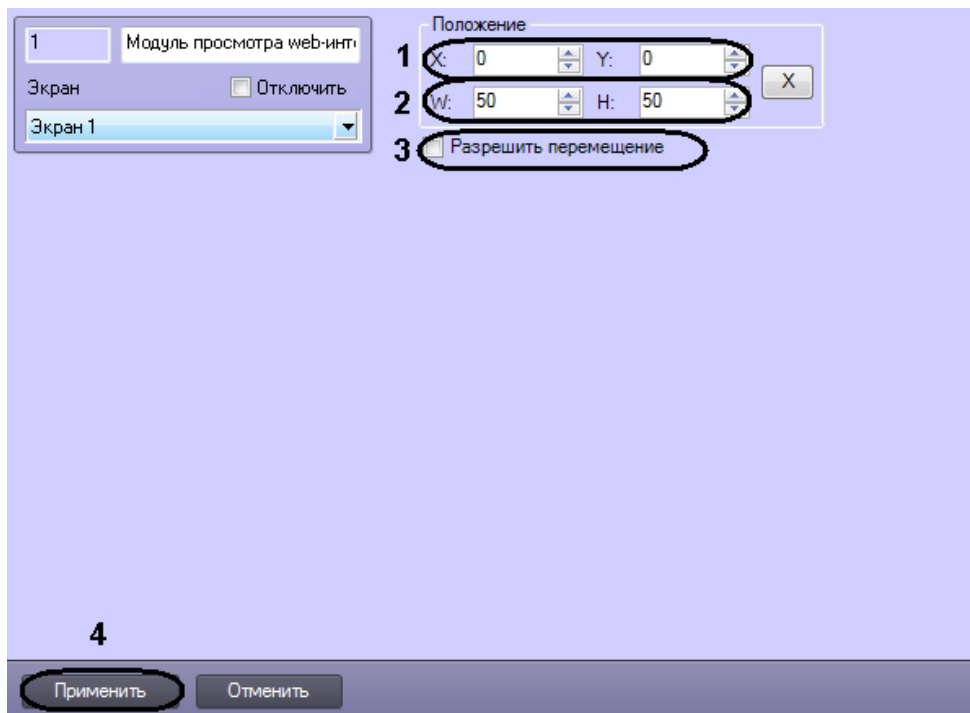 1 Модуль просмотра web-инт
Экран Отключить
Экран 1
Положение
1 X: 0 Y: 0 X
2 W: 50 H: 50
3 Разрешить перемещение
4
Применить Отменить